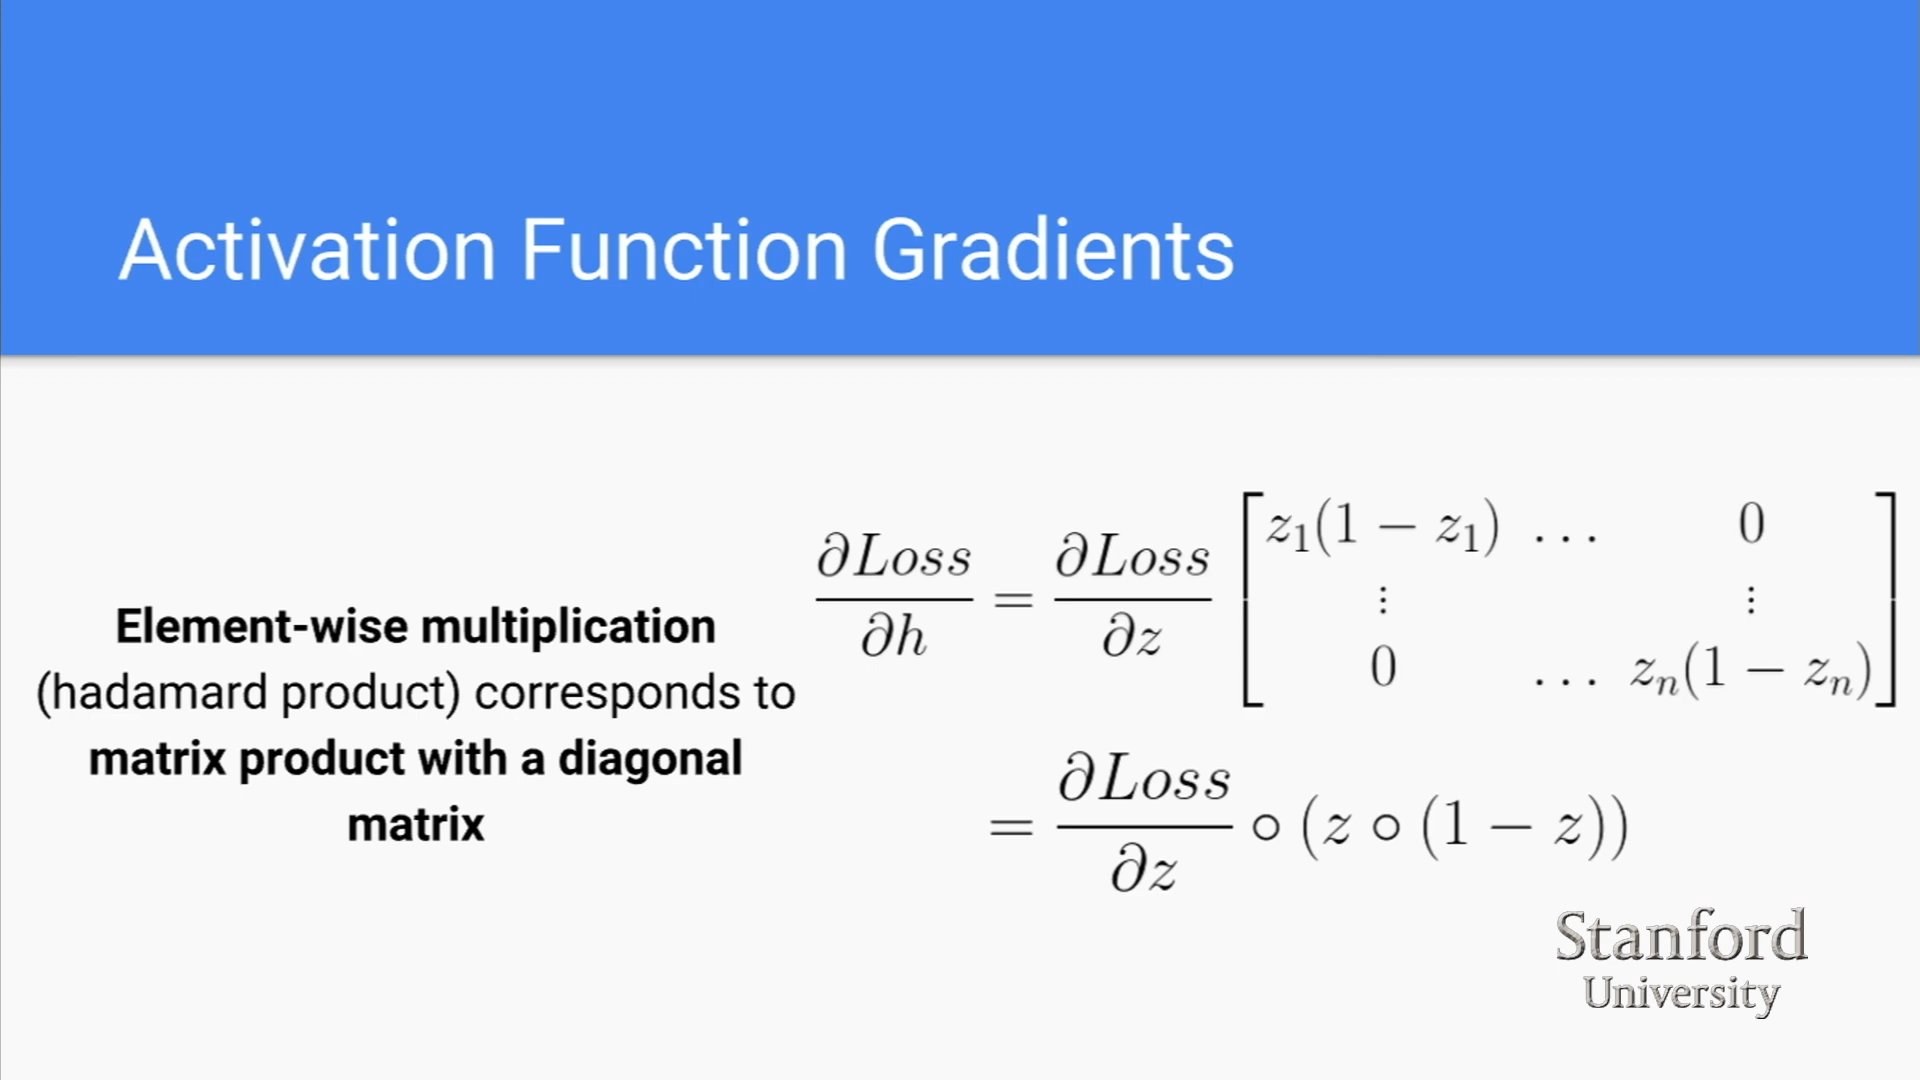 Activation Function Gradients
Element-wise multiplication
(hadamard product) corresponds to
matrix product with a diagonal
matrix
∂Loss/∂h = ∂Loss/∂z [z₁(1 − z₁) ... 0
⋮ ⋮
0 ... zₙ(1 − zₙ)]
= ∂Loss/∂z ∘ (z ∘ (1 − z))
Stanford
University